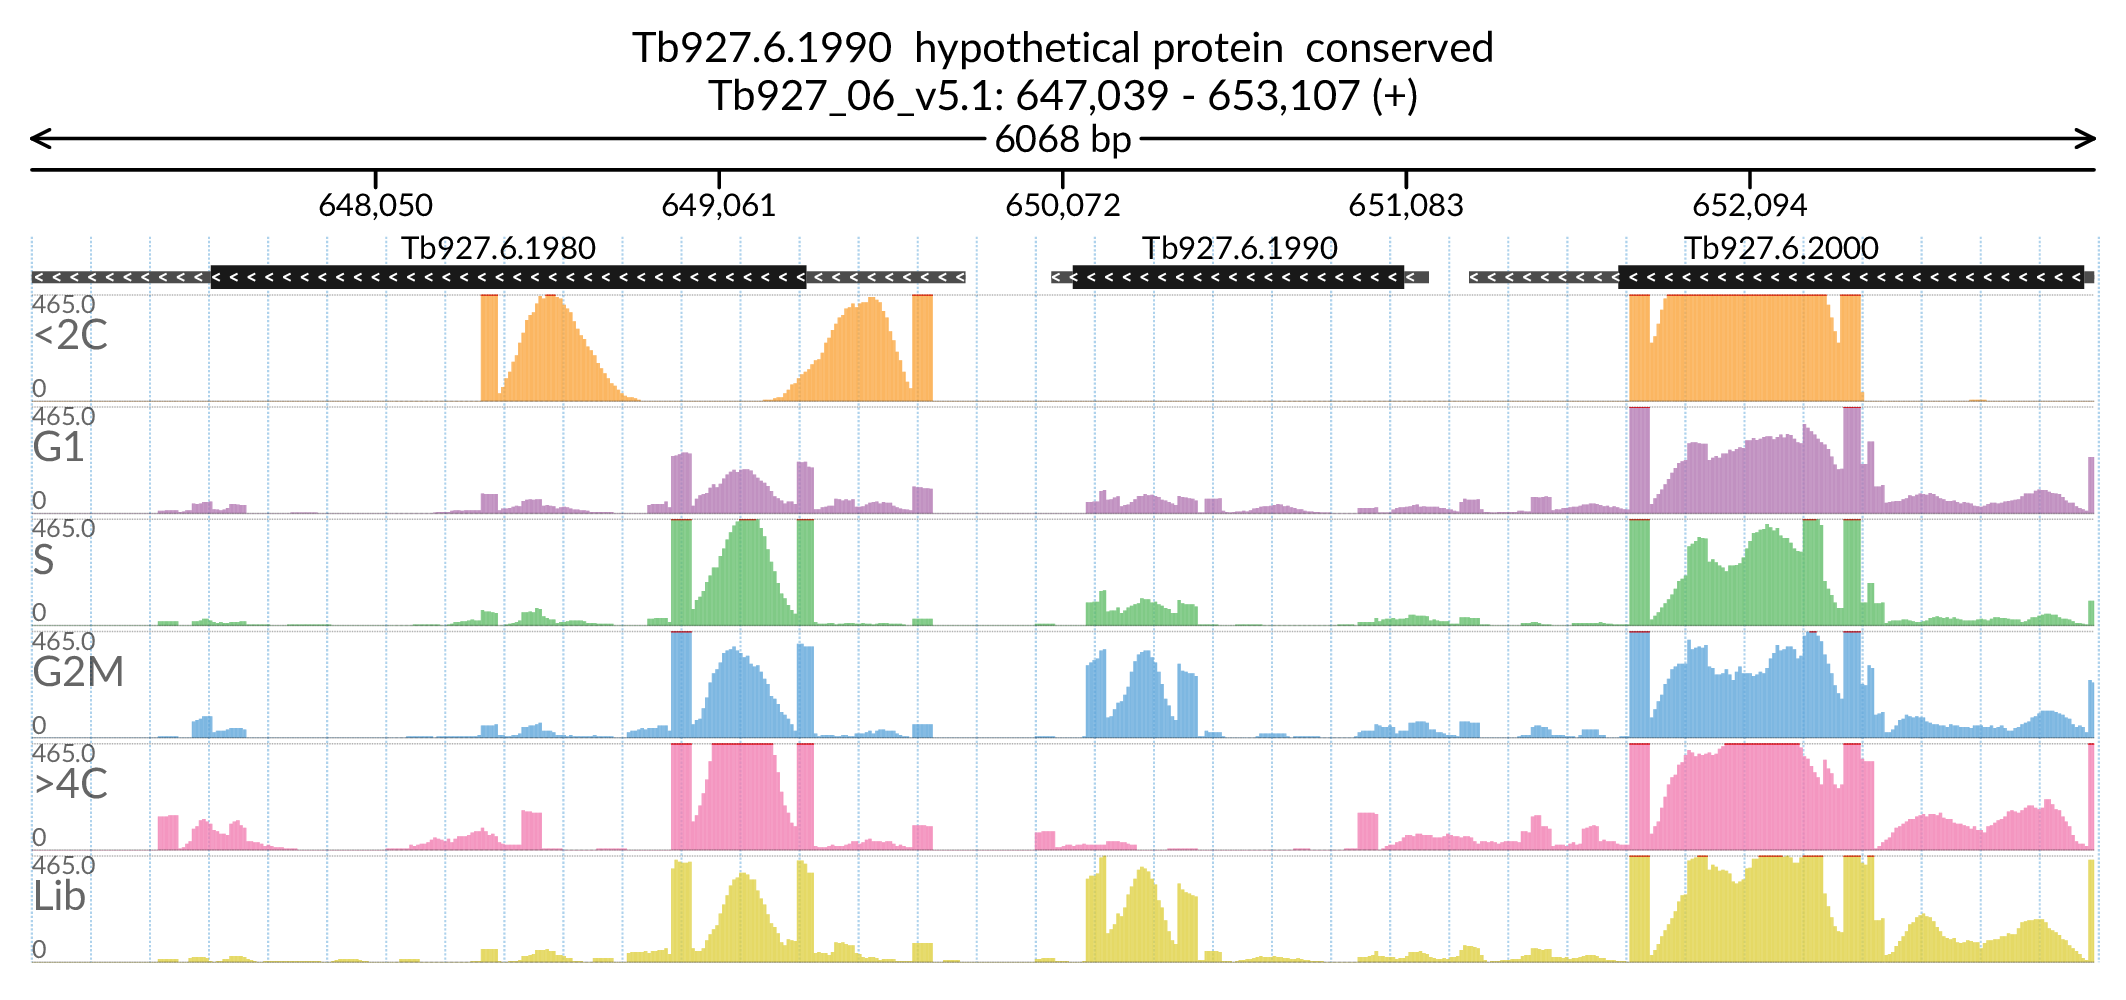 Tb927.6.1990 hypothetical protein conserved
Tb927_06_v5.1: 647,039 - 653,107 (+)
6068 bp
648,050 649,061 650,072 651,083 652,094
Tb927.6.1980 Tb927.6.1990 Tb927.6.2000
465.0
<2C
0
465.0
G1
0
465.0
S
0
465.0
G2M
0
465.0
>4C
0
465.0
Lib
0